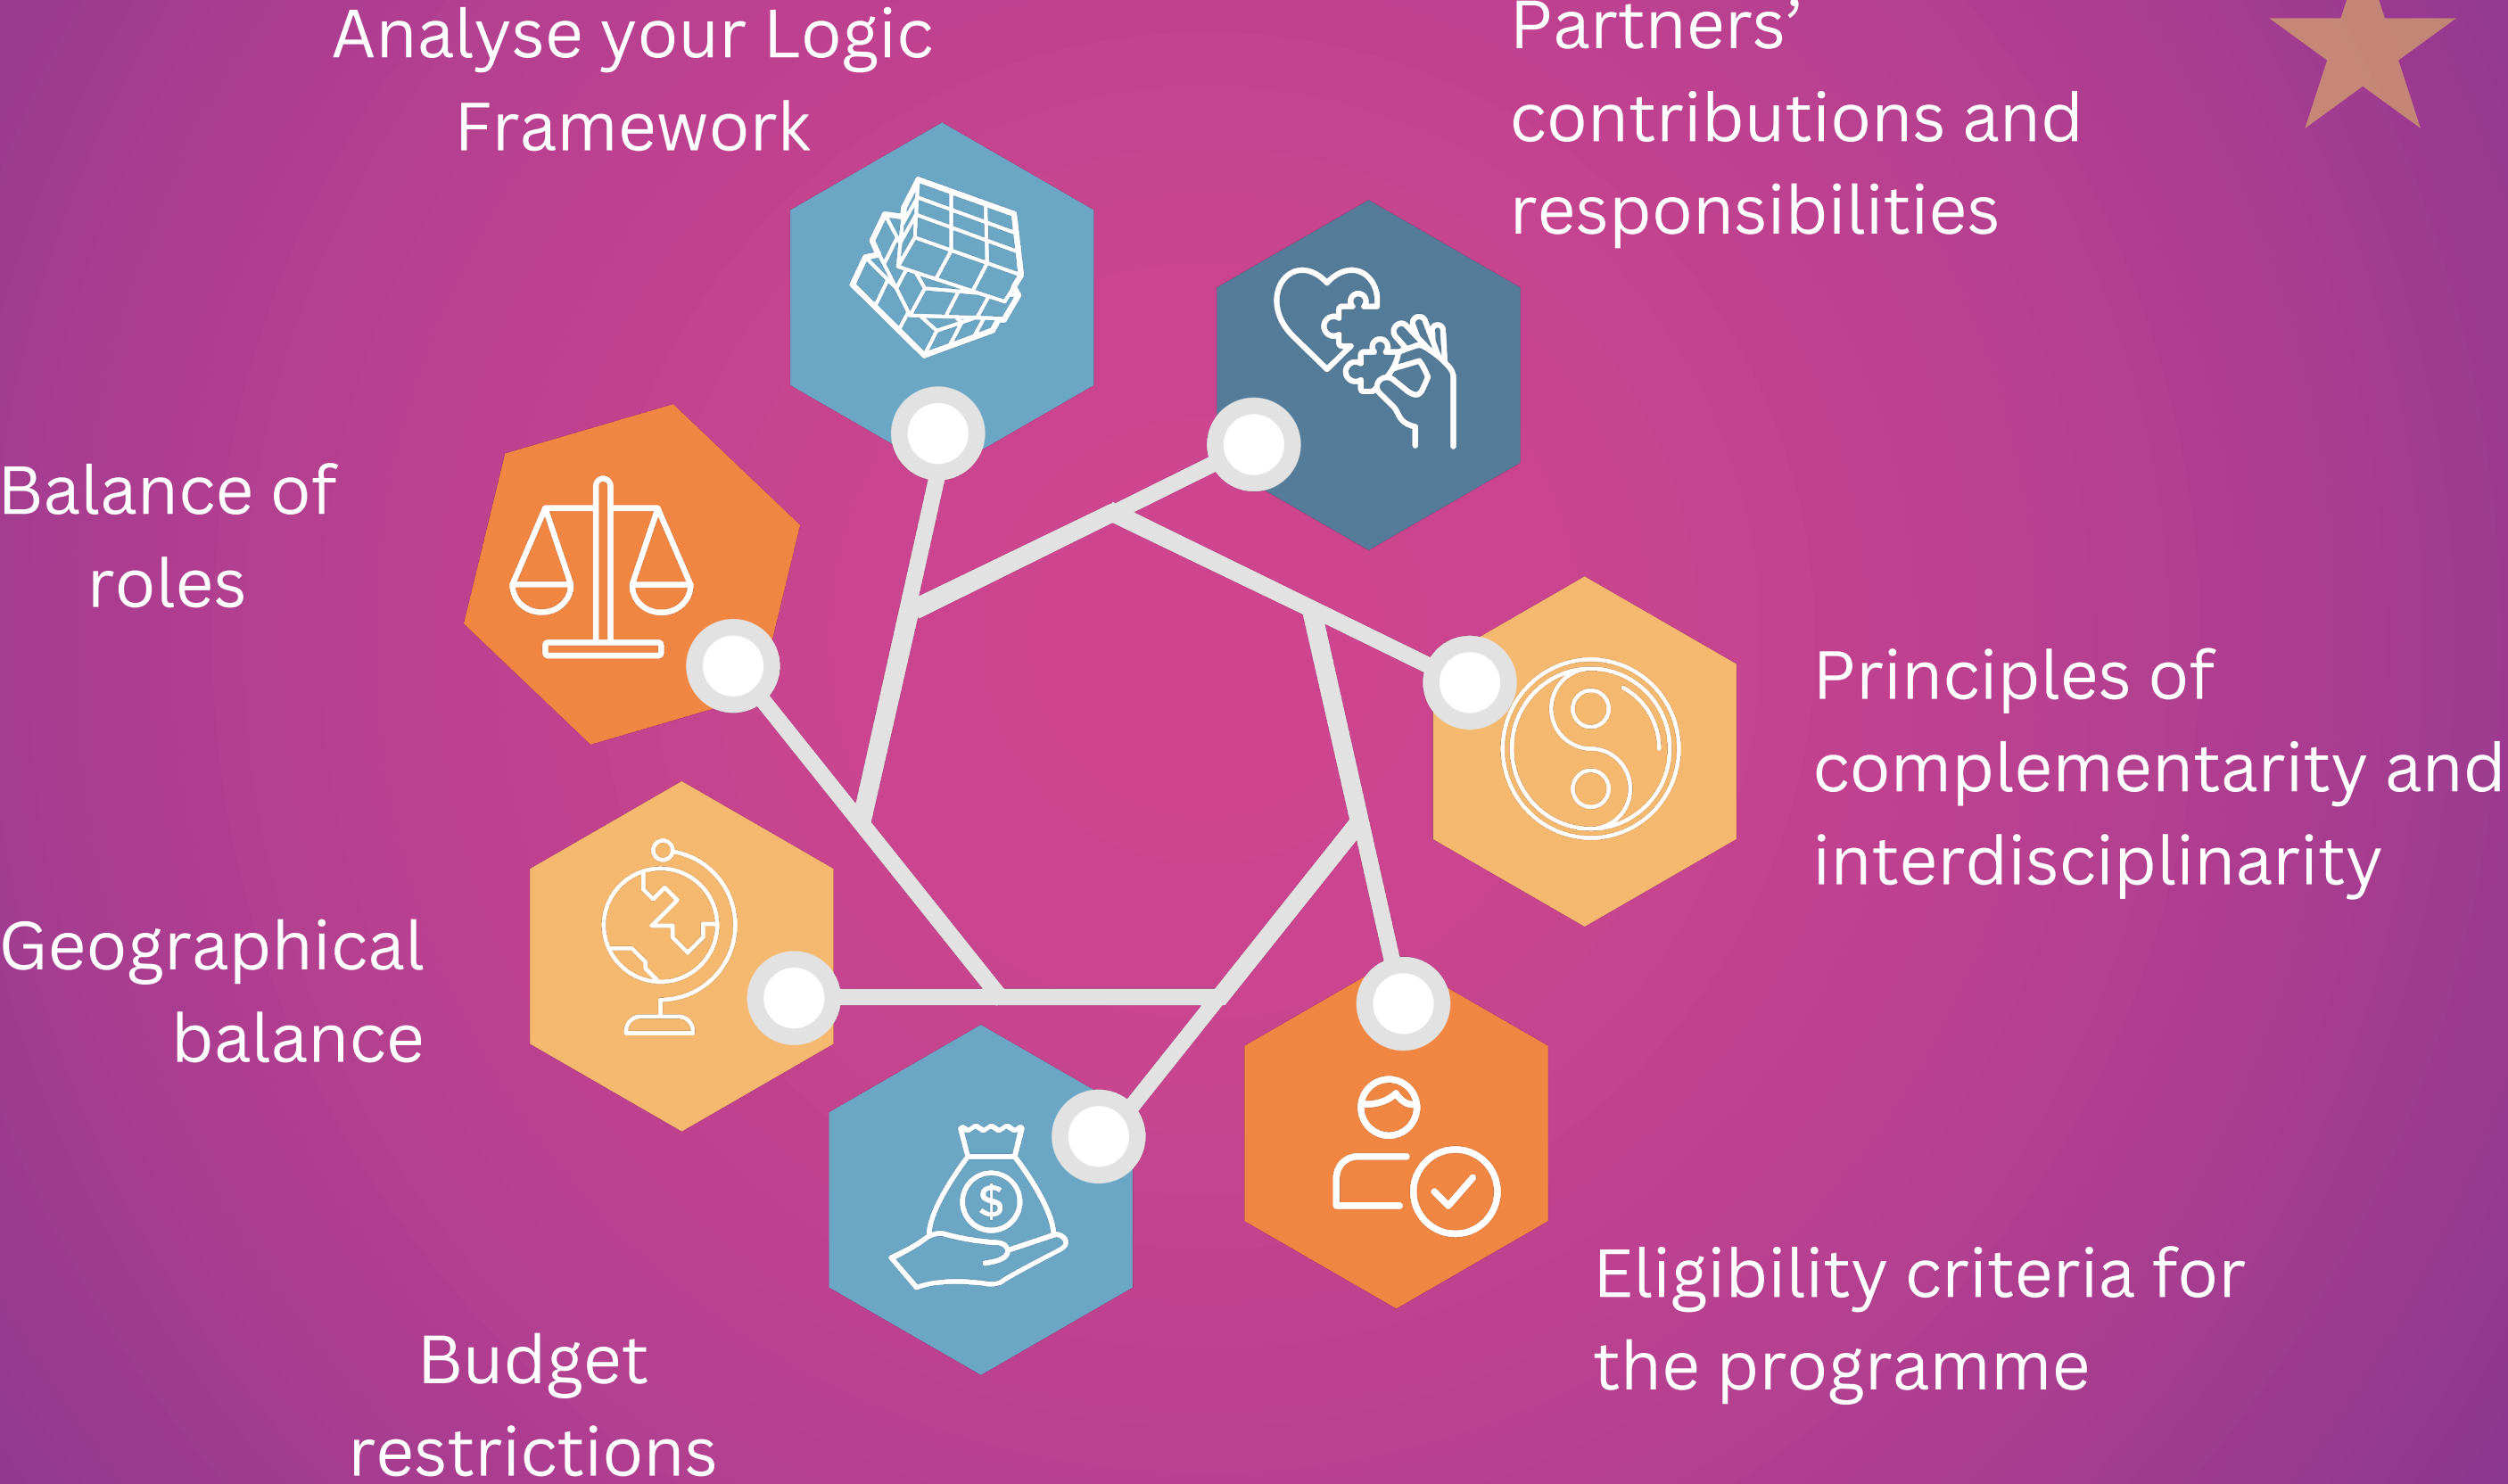 Analyse your Logic
Framework
Partners’
contributions and
responsibilities
Balance of
roles
Principles of
complementarity and
interdisciplinarity
Geographical
balance
$
Eligibility criteria for
the programme
Budget
restrictions